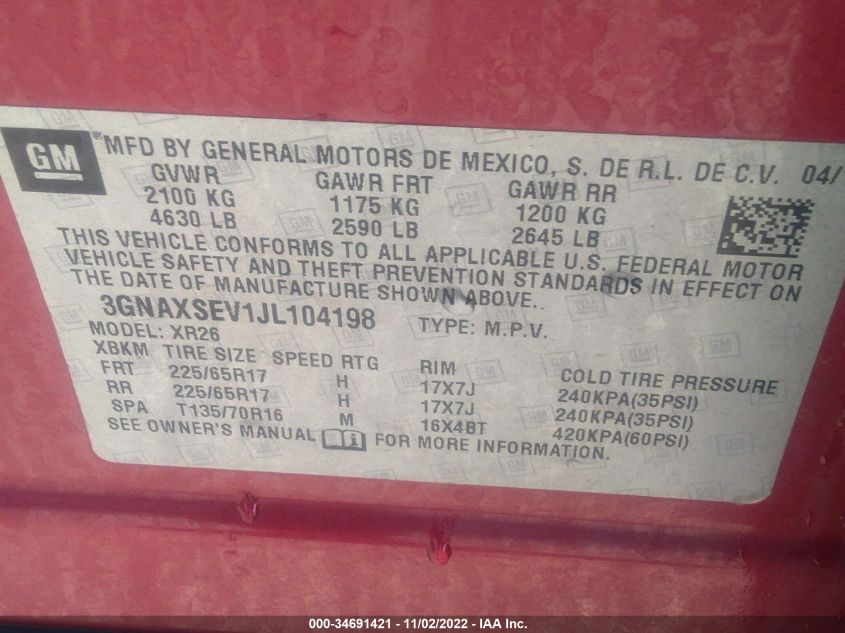 GM MFD BY GENERAL MOTORS DE MEXICO, S. DE R.L. DE C.V. 04/
GVWR GAWR FRT GAWR RR
2100 KG 1175 KG 1200 KG
4630 LB 2590 LB 2645 LB
THIS VEHICLE CONFORMS TO ALL APPLICABLE U.S. FEDERAL MOTOR
VEHICLE SAFETY AND THEFT PREVENTION STANDARDS IN EFFECT ON
THE DATE OF MANUFACTURE SHOWN ABOVE.
3GNAXSEV1JL104198 TYPE: M.P.V.
MODEL: XR26
XBKM TIRE SIZE SPEED RTG RIM COLD TIRE PRESSURE
FRT 225/65R17 H 17X7J 240KPA(35PSI)
RR 225/65R17 H 17X7J 240KPA(35PSI)
SPA T135/70R16 M 16X4BT 420KPA(60PSI)
SEE OWNER'S MANUAL FOR MORE INFORMATION.
000-34691421 - 11/02/2022 - IAA Inc.